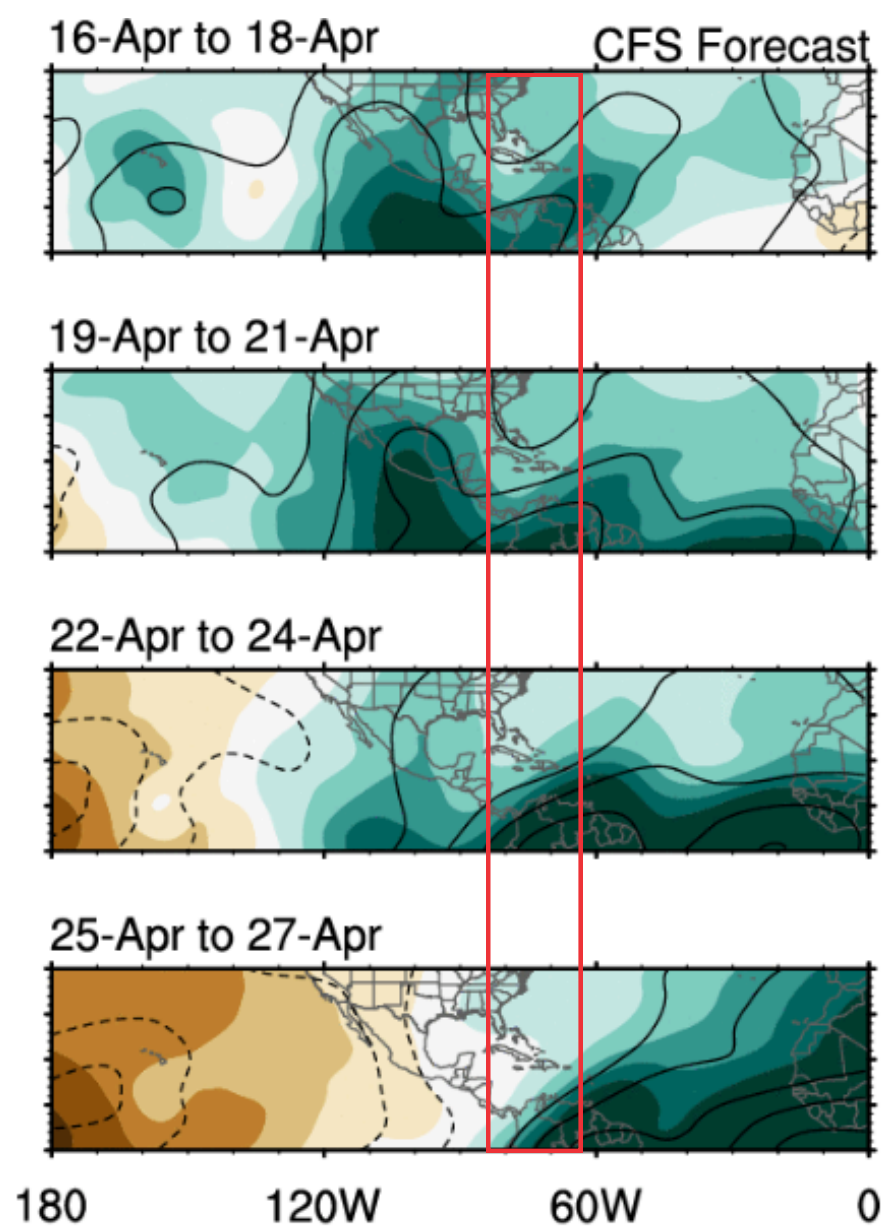 16-Apr to 18-Apr
CFS Forecast
19-Apr to 21-Apr
22-Apr to 24-Apr
25-Apr to 27-Apr
180 120W 60W 0